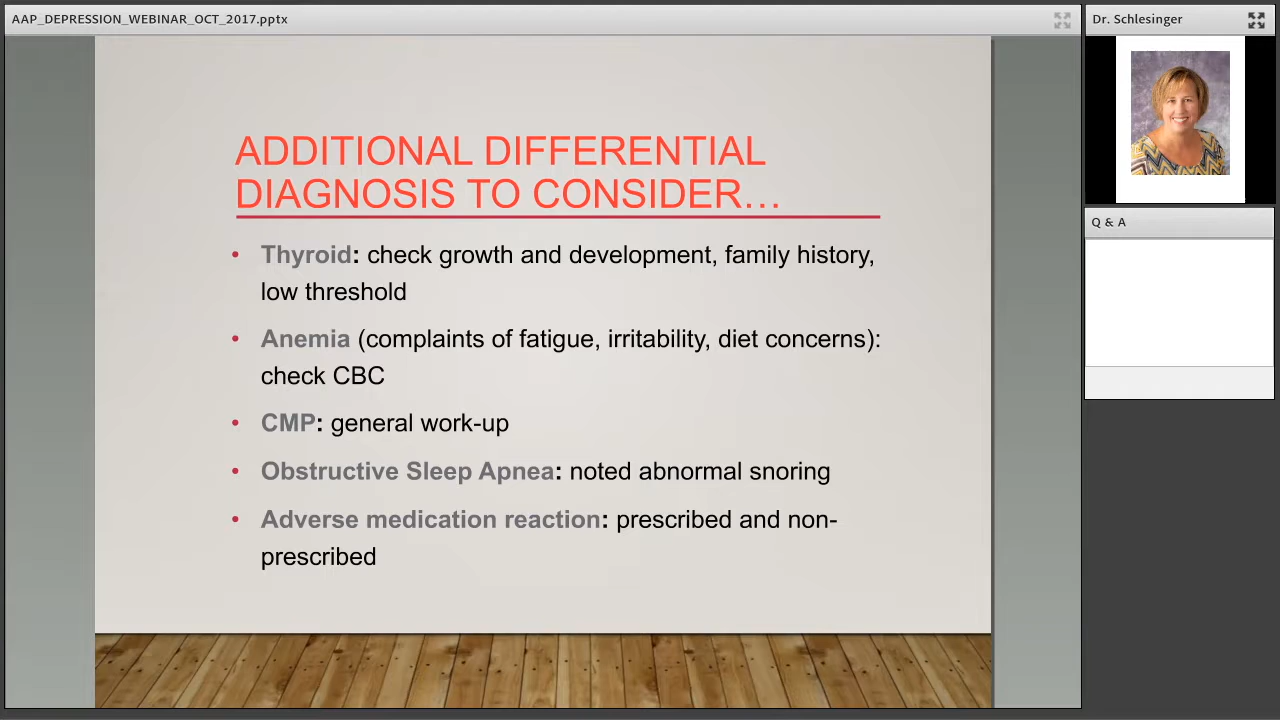 AAP_DEPRESSION_WEBINAR_OCT_2017.pptx
Dr. Schlesinger
Q & A
ADDITIONAL DIFFERENTIAL
DIAGNOSIS TO CONSIDER…
• Thyroid: check growth and development, family history,
low threshold
• Anemia (complaints of fatigue, irritability, diet concerns):
check CBC
• CMP: general work-up
• Obstructive Sleep Apnea: noted abnormal snoring
• Adverse medication reaction: prescribed and non-
prescribed